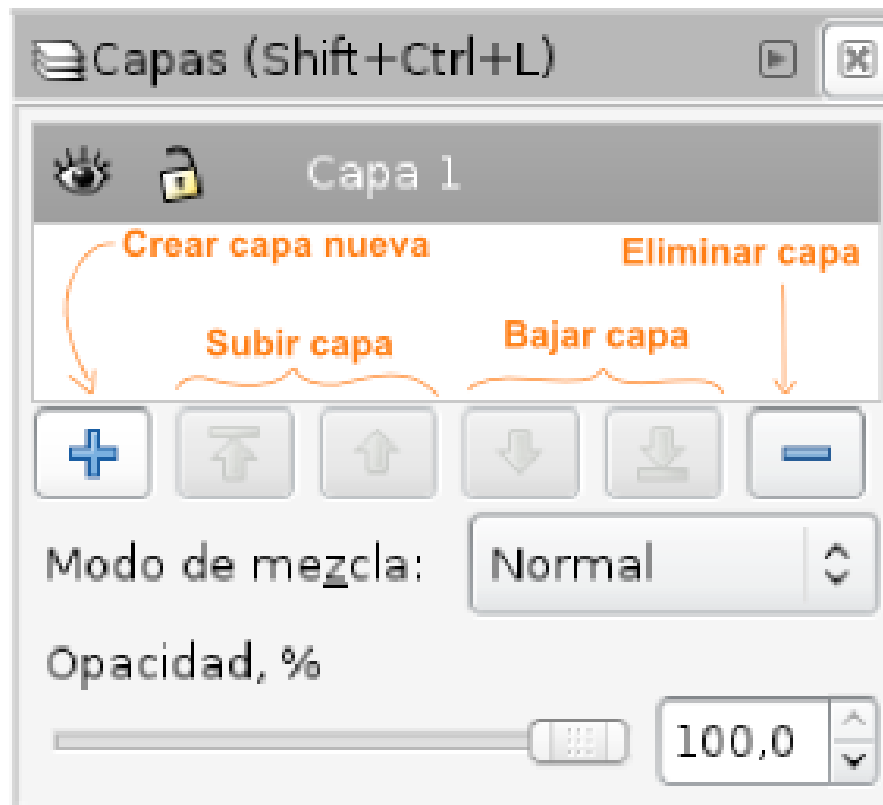 Capas (Shift+Ctrl+L)
Capa 1
Crear capa nueva
Eliminar capa
Subir capa
Bajar capa
Modo de mezcla:
Normal
Opacidad, %
100,0